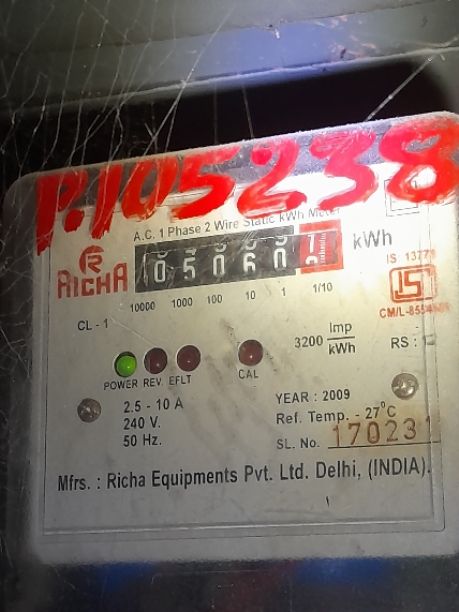 P.105238
A.C. 1 Phase 2 Wire Static kWh Meter
R
RICHA
05060
kWh
10000 1000 100 10 1 1/10
IS 1377
CM/L-855
CL - 1
3200 Imp/kWh
RS :
POWER REV. EFLT CAL
2.5 - 10 A
240 V.
50 Hz.
YEAR : 2009
Ref. Temp. - 27°C
SL. No. 170231
Mfrs. : Richa Equipments Pvt. Ltd. Delhi, (INDIA).